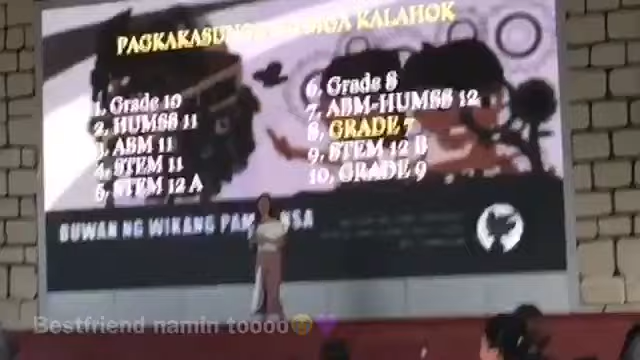 PAGKAKASUNOD NG MGA KALAHOK
1. Grade 10
2. HUMSS 11
3. ABM 11
4. STEM 11
5. STEM 12 A
6. Grade 8
7. ABM-HUMSS 12
8. GRADE 7
9. STEM 12 B
10. GRADE 9
BUWAN NG WIKANG PAMBANSA
Bestfriend namin toooo😭💜